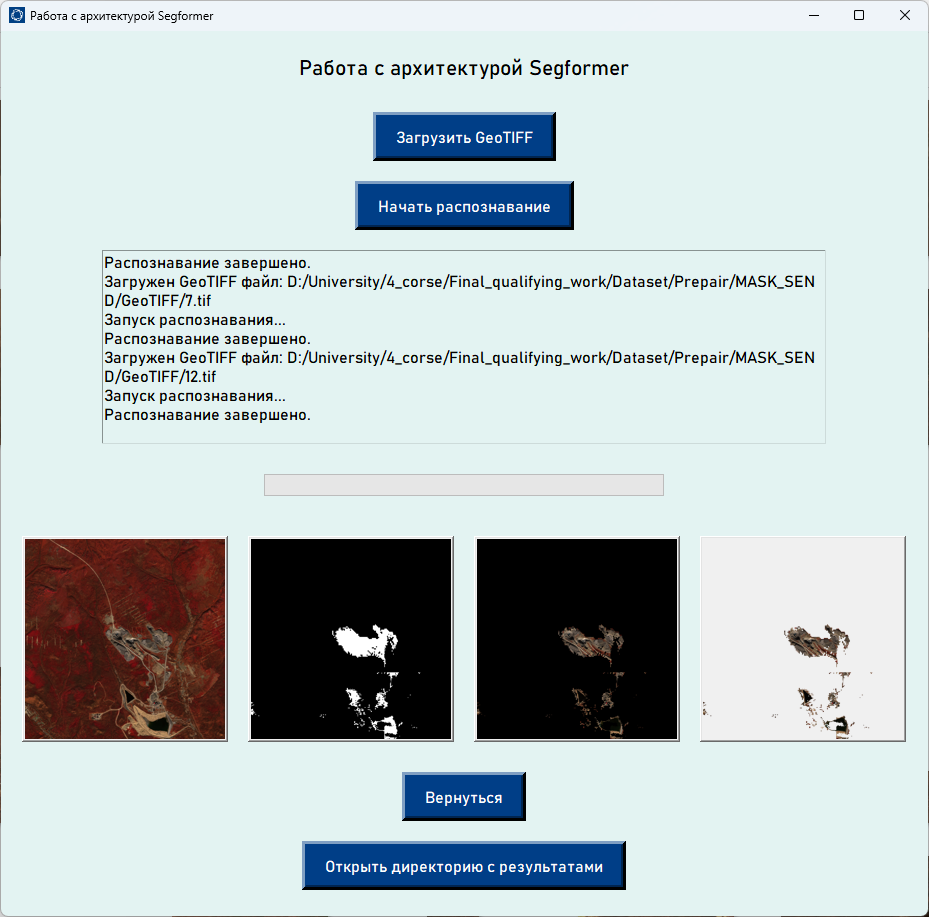 Работа с архитектурой Segformer
Работа с архитектурой Segformer
Загрузить GeoTIFF
Начать распознавание
Распознавание завершено.
Загружен GeoTIFF файл: D:/University/4_corse/Final_qualifying_work/Dataset/Prepair/MASK_SEN
D/GeoTIFF/7.tif
Запуск распознавания...
Распознавание завершено.
Загружен GeoTIFF файл: D:/University/4_corse/Final_qualifying_work/Dataset/Prepair/MASK_SEN
D/GeoTIFF/12.tif
Запуск распознавания...
Распознавание завершено.
Вернуться
Открыть директорию с результатами